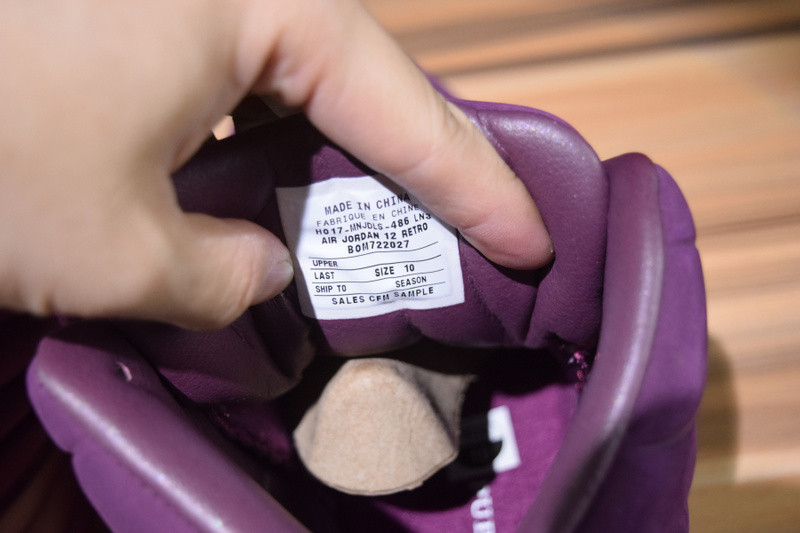 MADE IN CHINA
FABRIQUE EN CHINE
HO17-MNJDLS-486 LNS
AIR JORDAN 12 RETRO
BOM722027
UPPER
LAST SIZE 10
SHIP TO SEASON
SALES CFM SAMPLE